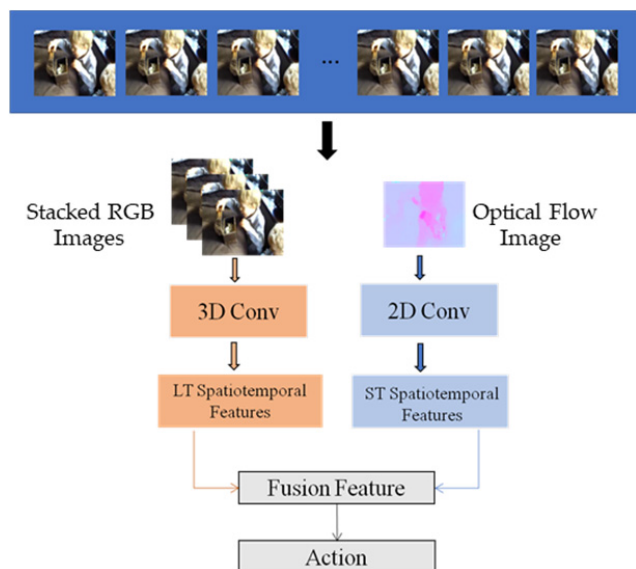 ...
Stacked RGB
Images
Optical Flow
Image
3D Conv
2D Conv
LT Spatiotemporal
Features
ST Spatiotemporal
Features
Fusion Feature
Action